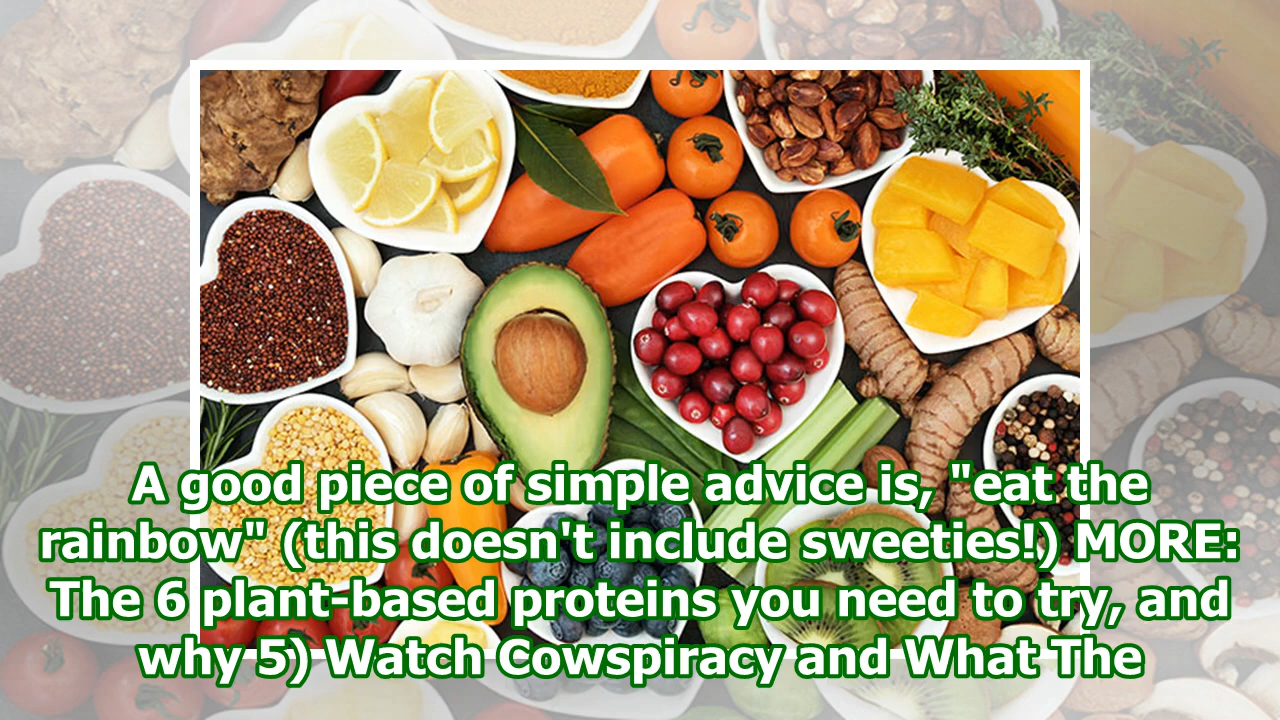 A good piece of simple advice is, "eat the
rainbow" (this doesn't include sweeties!) MORE:
The 6 plant-based proteins you need to try, and
why 5) Watch Cowspiracy and What The